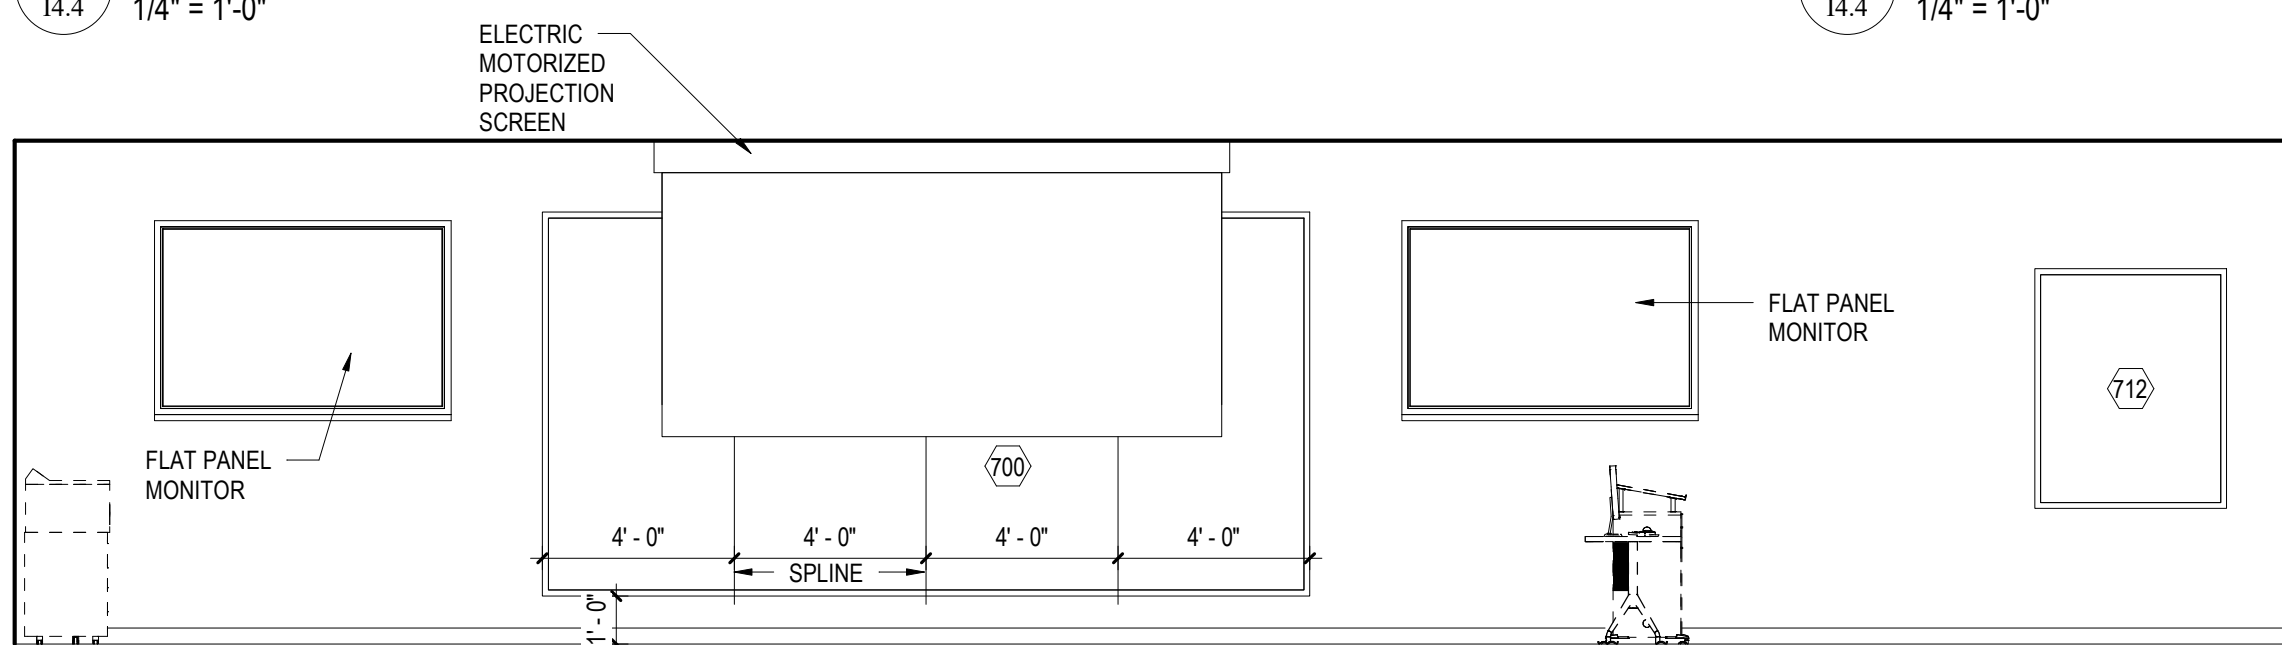 I4.4
1/4" = 1'-0"
I4.4
1/4" = 1'-0"
ELECTRIC
MOTORIZED
PROJECTION
SCREEN
FLAT PANEL
MONITOR
712
FLAT PANEL
MONITOR
700
4' - 0"
4' - 0"
4' - 0"
4' - 0"
SPLINE
1' - 0"